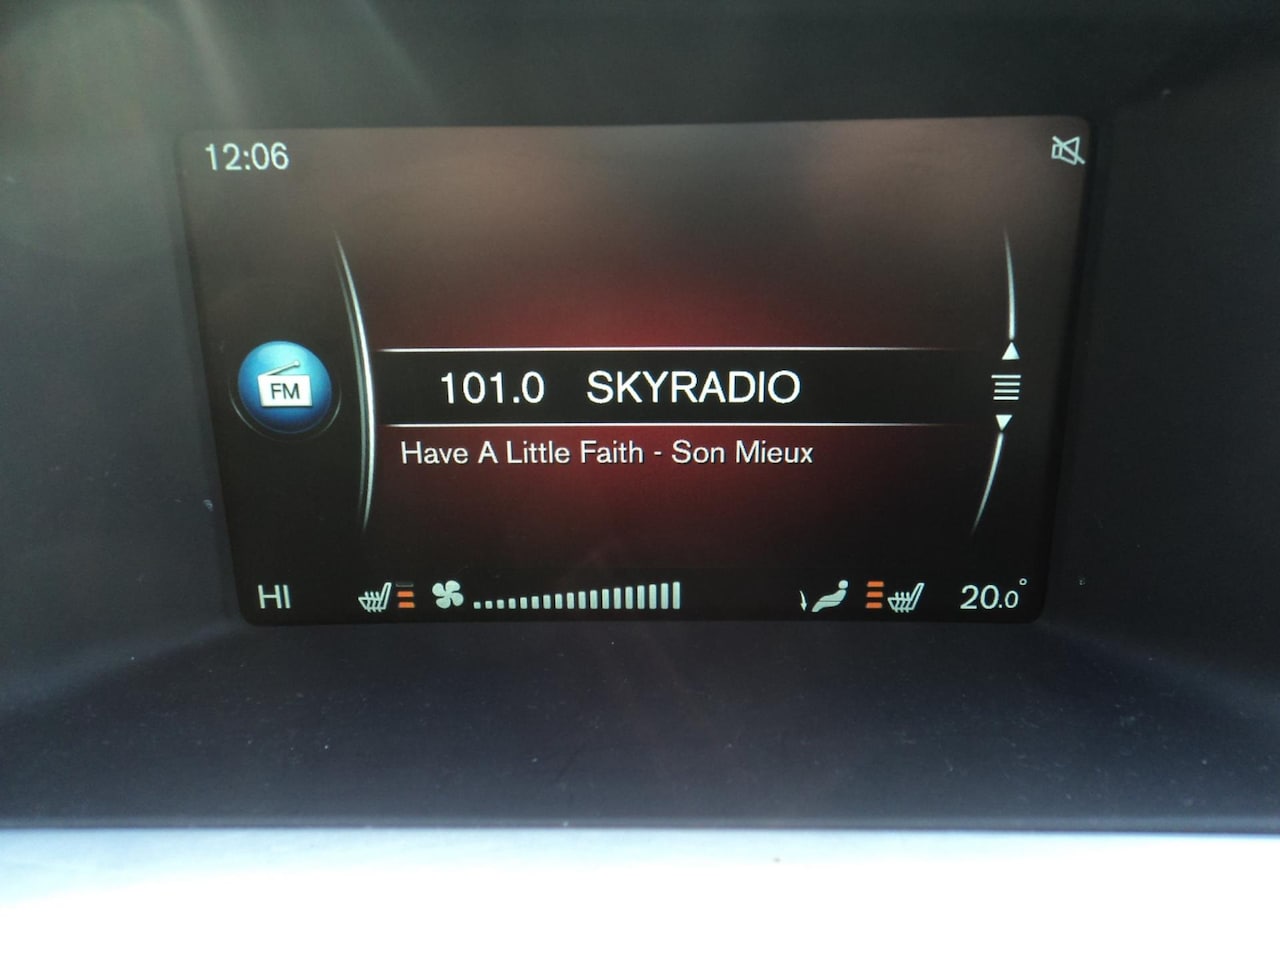 12:06
FM
101.0 SKYRADIO
Have A Little Faith - Son Mieux
HI
20.0°